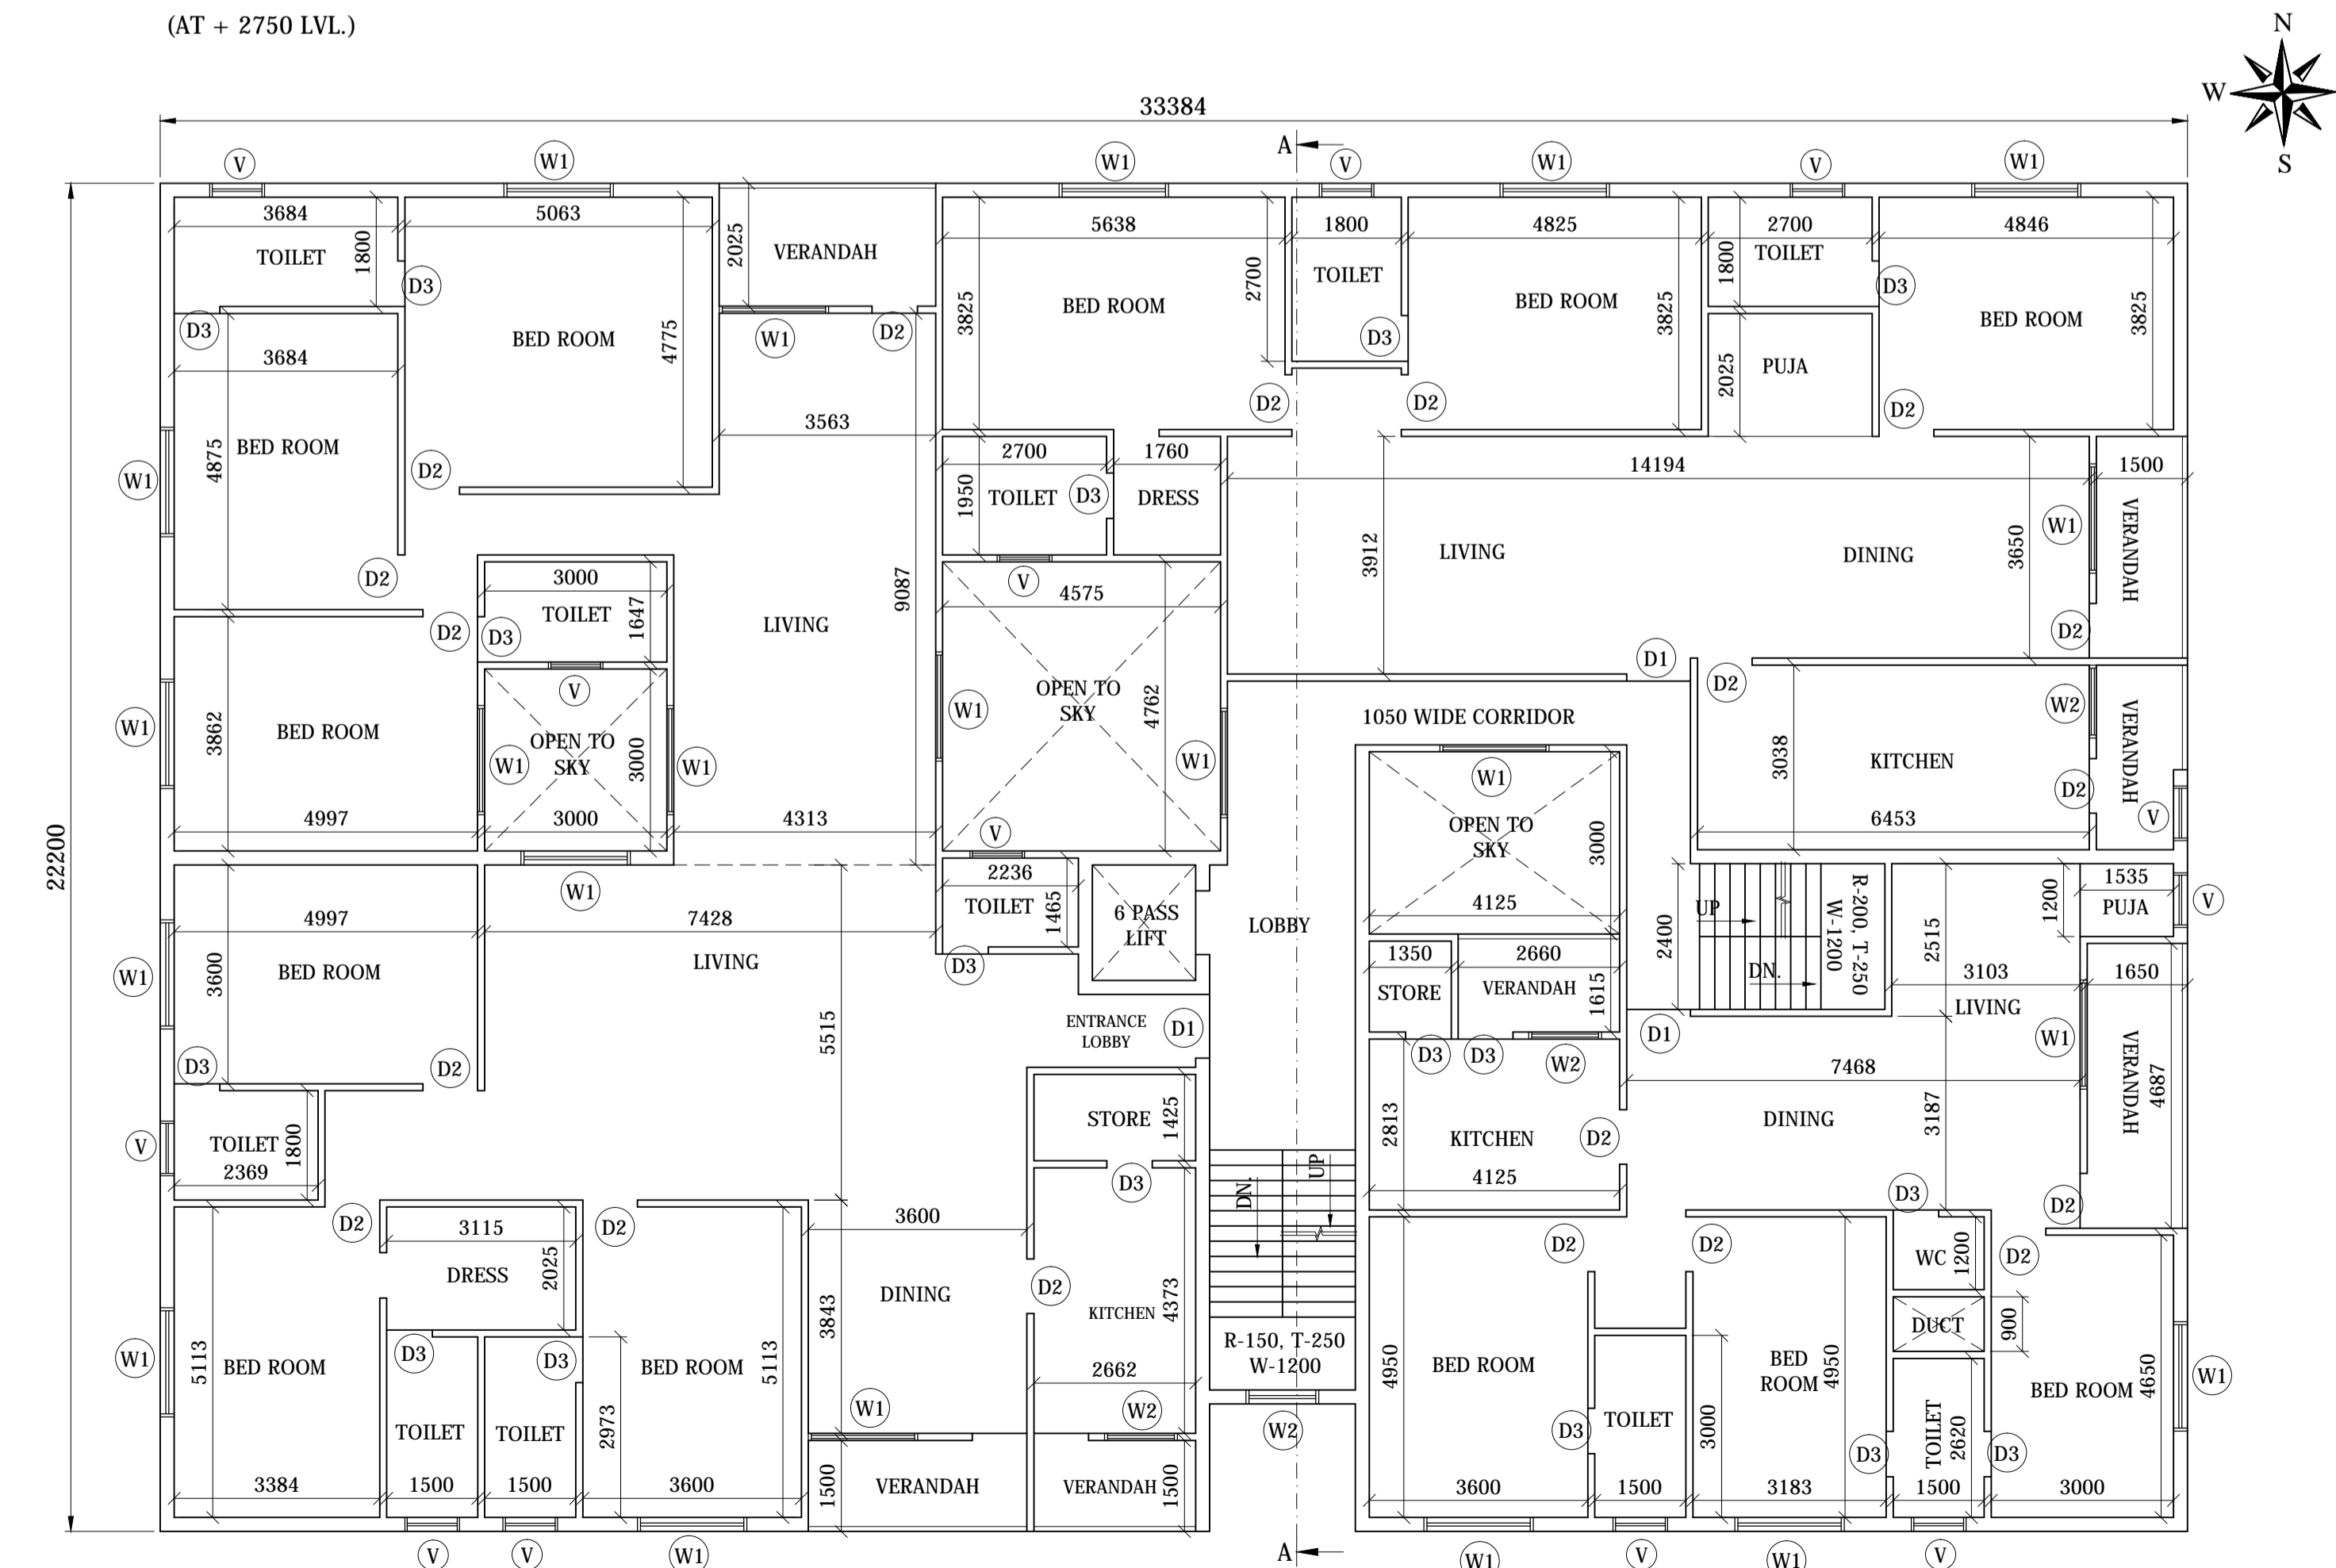 (AT + 2750 LVL.)
N
W
S
33384
A
V
W1
W1
V
W1
V
W1
3684
TOILET
1800
5063
2025
VERANDAH
5638
2700
1800
TOILET
4825
2700
TOILET
1800
4846
D3
D3
BED ROOM
4775
W1
D2
3825
BED ROOM
D3
BED ROOM
3825
D3
BED ROOM
3825
3684
BED ROOM
4875
3563
D2
D2
PUJA
2025
D2
W1
D2
2700
1950
TOILET
D3
1760
DRESS
14194
1500
W1
VERANDAH
D2
3000
TOILET
1647
9087
LIVING
V
4575
3912
LIVING
DINING
3650
D2
D2
D3
V
OPEN TO
SKY
4762
D1
D2
W1
W1
3862
BED ROOM
W1
OPEN TO
SKY
3000
W1
W1
1050 WIDE CORRIDOR
W2
VERANDAH
3038
KITCHEN
D2
V
W1
OPEN TO
SKY
3000
22200
4997
3000
4313
V
6453
W1
2236
TOILET
1465
6 PASS
LIFT
LOBBY
4125
UP
DN.
R-200, T-250
W-1200
2400
2515
1200
1535
PUJA
V
4997
7428
LIVING
D3
W1
3600
BED ROOM
1350
STORE
2660
VERANDAH
1615
3103
LIVING
1650
5515
ENTRANCE
LOBBY
D1
D3
D3
W2
D1
W1
VERANDAH
4687
D3
D2
7468
V
TOILET
1800
2369
STORE
1425
2813
KITCHEN
4125
D2
DINING
3187
D3
DN.
UP
D3
D2
D2
3115
DRESS
2025
D2
3600
D2
D2
D3
D2
WC
1200
D2
DINING
3843
D2
KITCHEN
4373
R-150, T-250
W-1200
DUCT
900
W1
5113
BED ROOM
D3
D3
BED ROOM
5113
2973
2662
4950
BED ROOM
BED
ROOM
4950
BED ROOM
4650
W1
TOILET
TOILET
W1
W2
W2
D3
TOILET
3000
D3
TOILET
2620
D3
3384
1500
1500
3600
1500
VERANDAH
VERANDAH
1500
3600
1500
3183
1500
3000
V
V
W1
A
W1
V
W1
V